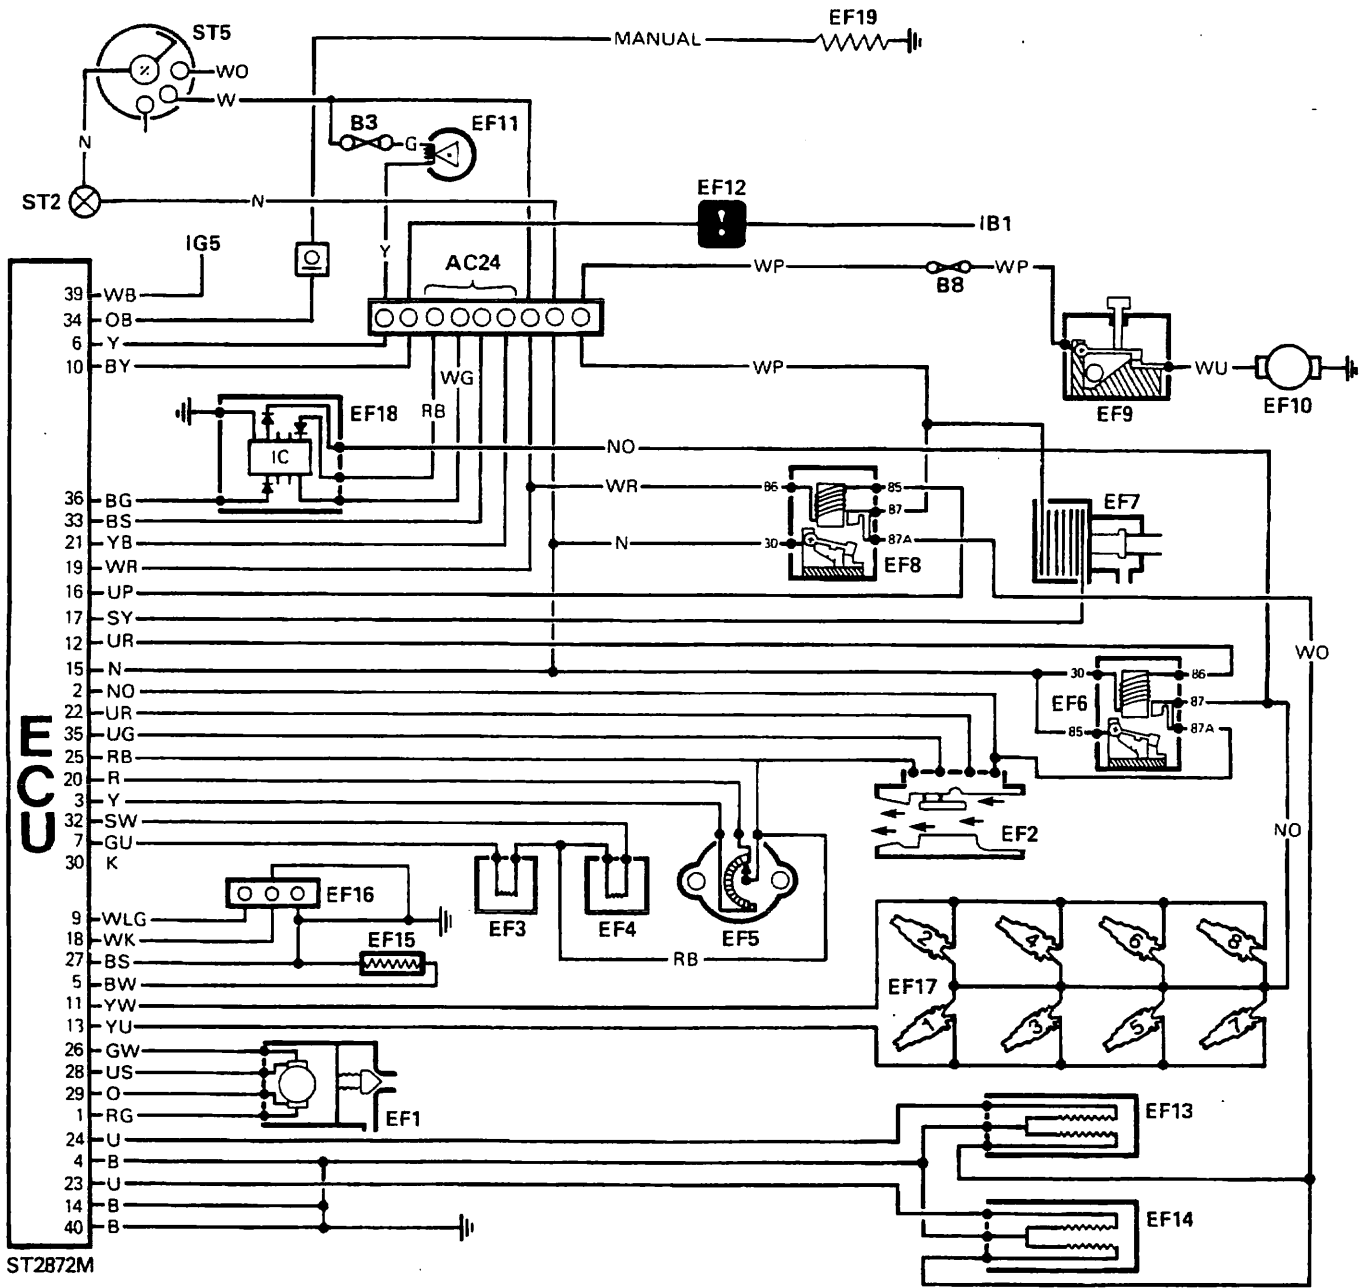 ST5
EF19
MANUAL
WO
W
B3
EF11
G
N
ST2
N
EF12
!
IB1
IG5
Y
AC24
WP
B8
WP
39 WB
34 OB
6 Y
10 BY
WG
WP
WU
EF9
EF10
RB
EF18
IC
NO
WR
86
85
87
EF7
36 BG
33 BS
21 YB
N
30
87A
EF8
19 WR
16 UP
17 SY
12 UR
WO
15 N
30
86
2 NO
EF6
87
22 UR
85
87A
35 UG
25 RB
20 R
3 Y
32 SW
EF2
NO
7 GU
30 K
ECU
EF16
9 WLG
EF3
EF4
EF5
18 WK
EF15
2
4
6
8
27 BS
RB
5 BW
EF17
11 YW
13 YU
1
3
5
7
26 GW
28 US
29 O
1 RG
EF1
EF13
24 U
4 B
23 U
14 B
EF14
40 B
ST2872M